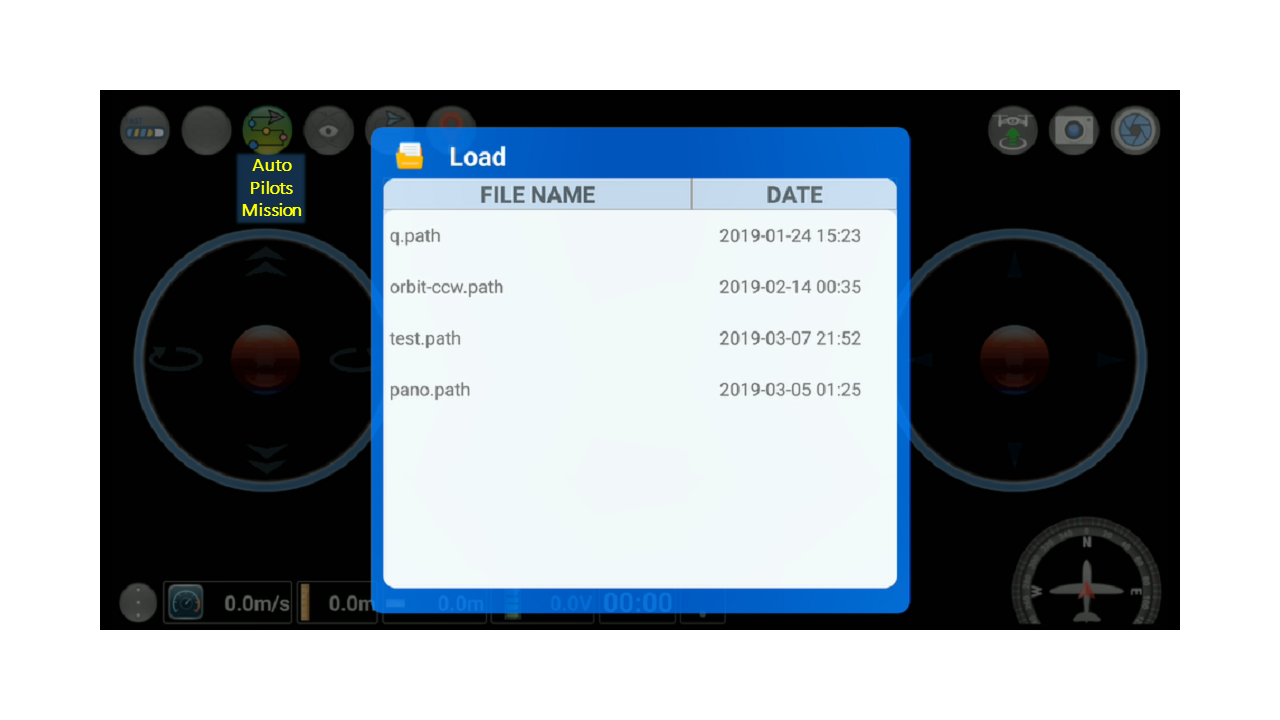 FAST
Auto
Pilots
Mission
Load
FILE NAME DATE
q.path 2019-01-24 15:23
orbit-ccw.path 2019-02-14 00:35
test.path 2019-03-07 21:52
pano.path 2019-03-05 01:25
0.0m/s 0.0m 0.0m 0.0V 00:00
N
W E